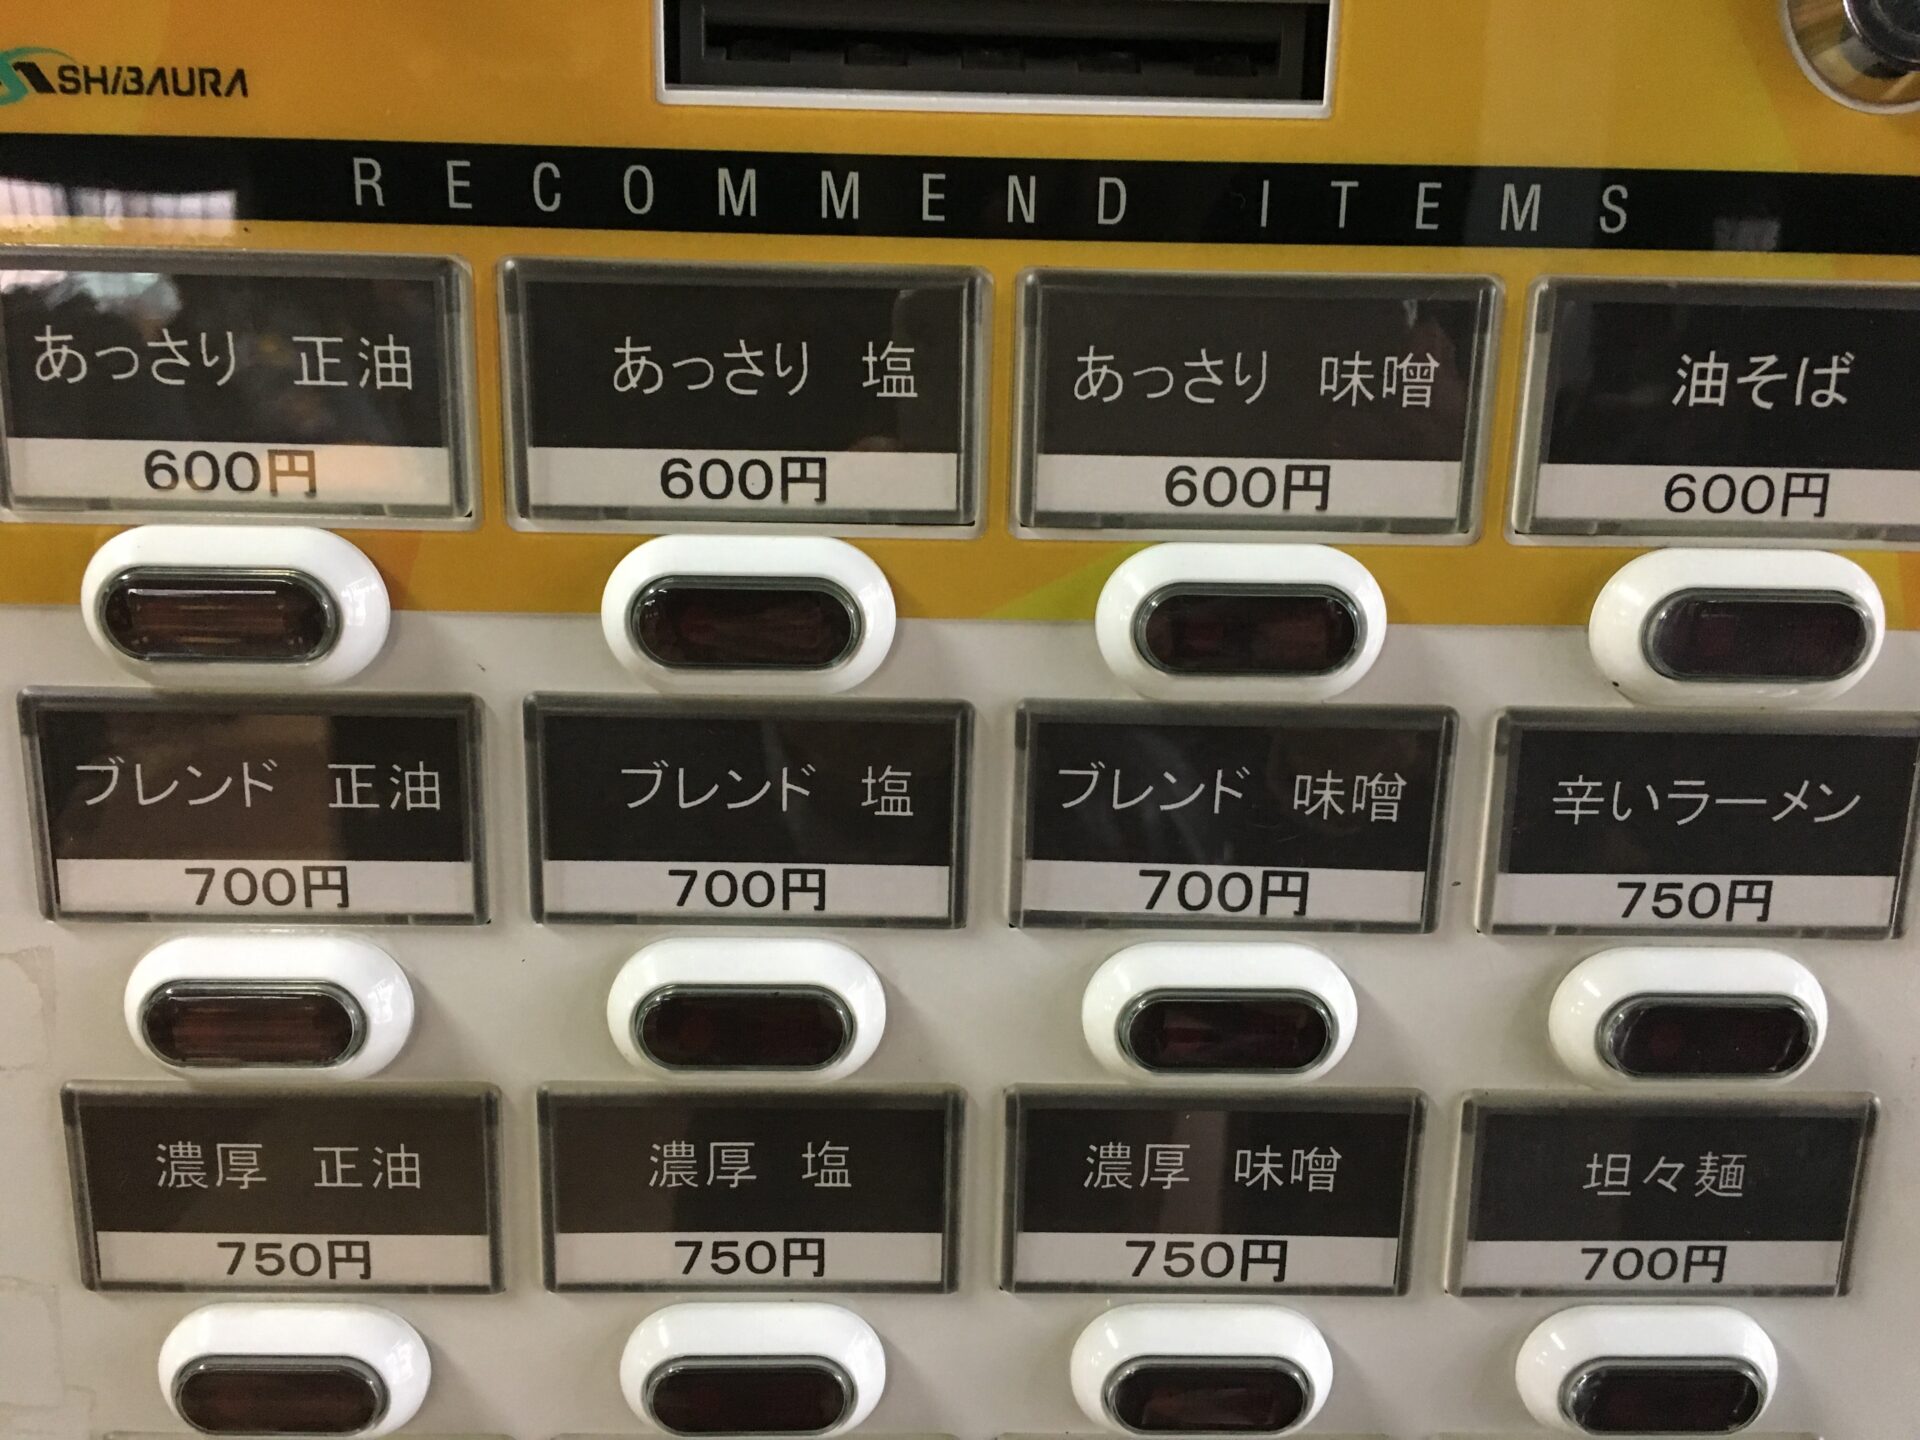 SHIBAURA
RECOMMEND ITEMS
あっさり 正油
600円
あっさり 塩
600円
あっさり 味噌
600円
油そば
600円
ブレンド 正油
700円
ブレンド 塩
700円
ブレンド 味噌
700円
辛いラーメン
750円
濃厚 正油
750円
濃厚 塩
750円
濃厚 味噌
750円
坦々麺
700円